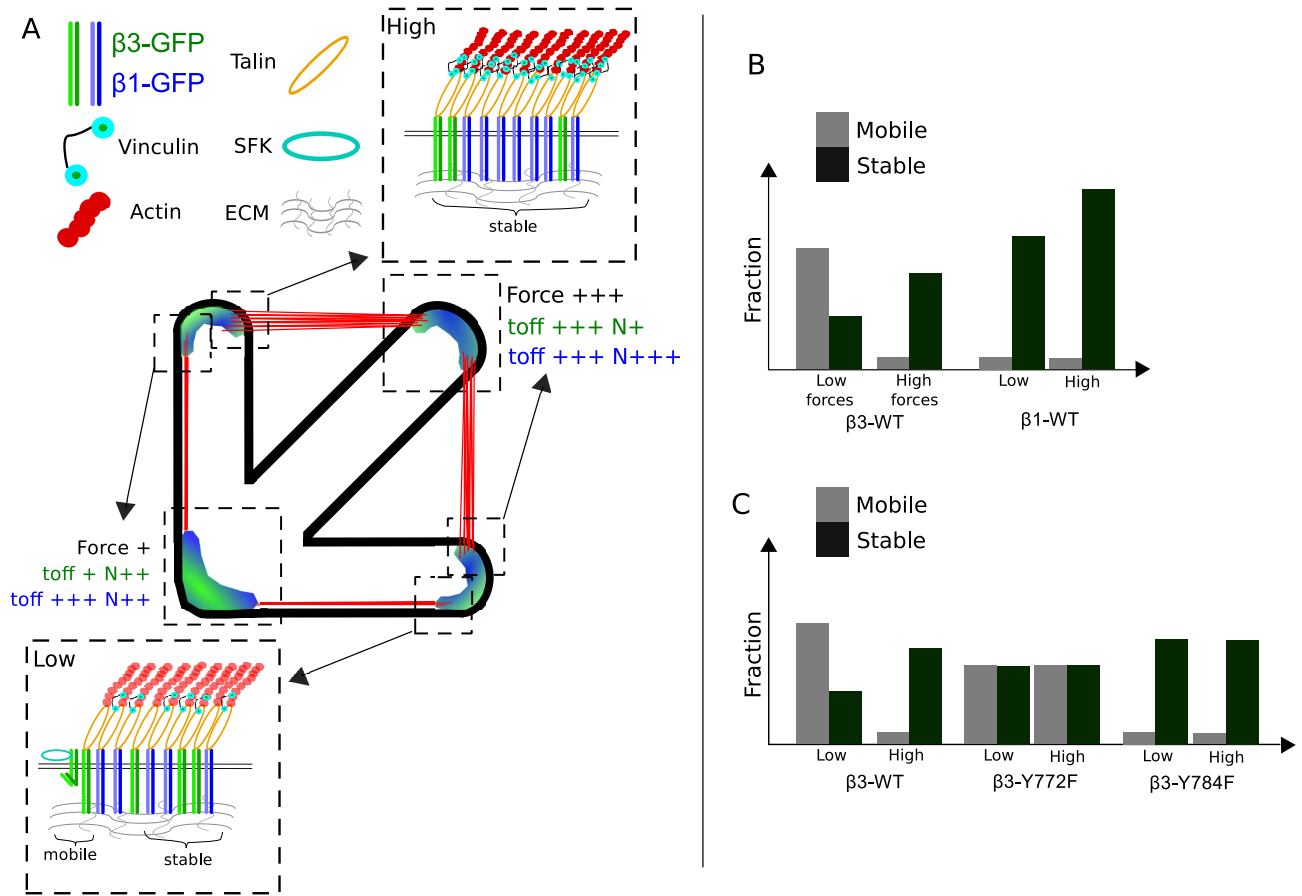 A
β3-GFP
β1-GFP
Talin
Vinculin
SFK
Actin
ECM
High
stable
Force +++
toff +++ N+
toff +++ N+++
Force +
toff + N++
toff +++ N++
Low
mobile
stable
B
Mobile
Stable
Fraction
Low
forces
High
forces
Low
High
β3-WT
β1-WT
C
Mobile
Stable
Fraction
Low
High
Low
High
Low
High
β3-WT
β3-Y772F
β3-Y784F